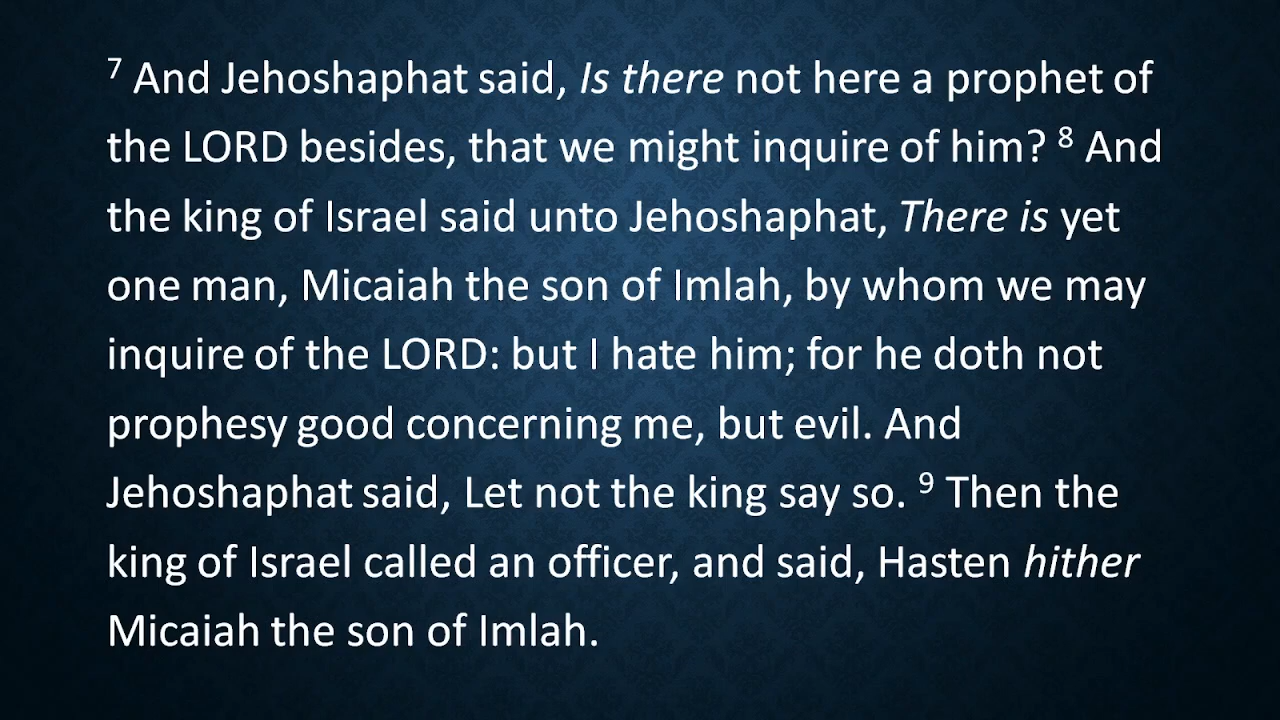 7 And Jehoshaphat said, Is there not here a prophet of
the LORD besides, that we might inquire of him? 8 And
the king of Israel said unto Jehoshaphat, There is yet
one man, Micaiah the son of Imlah, by whom we may
inquire of the LORD: but I hate him; for he doth not
prophesy good concerning me, but evil. And
Jehoshaphat said, Let not the king say so. 9 Then the
king of Israel called an officer, and said, Hasten hither
Micaiah the son of Imlah.